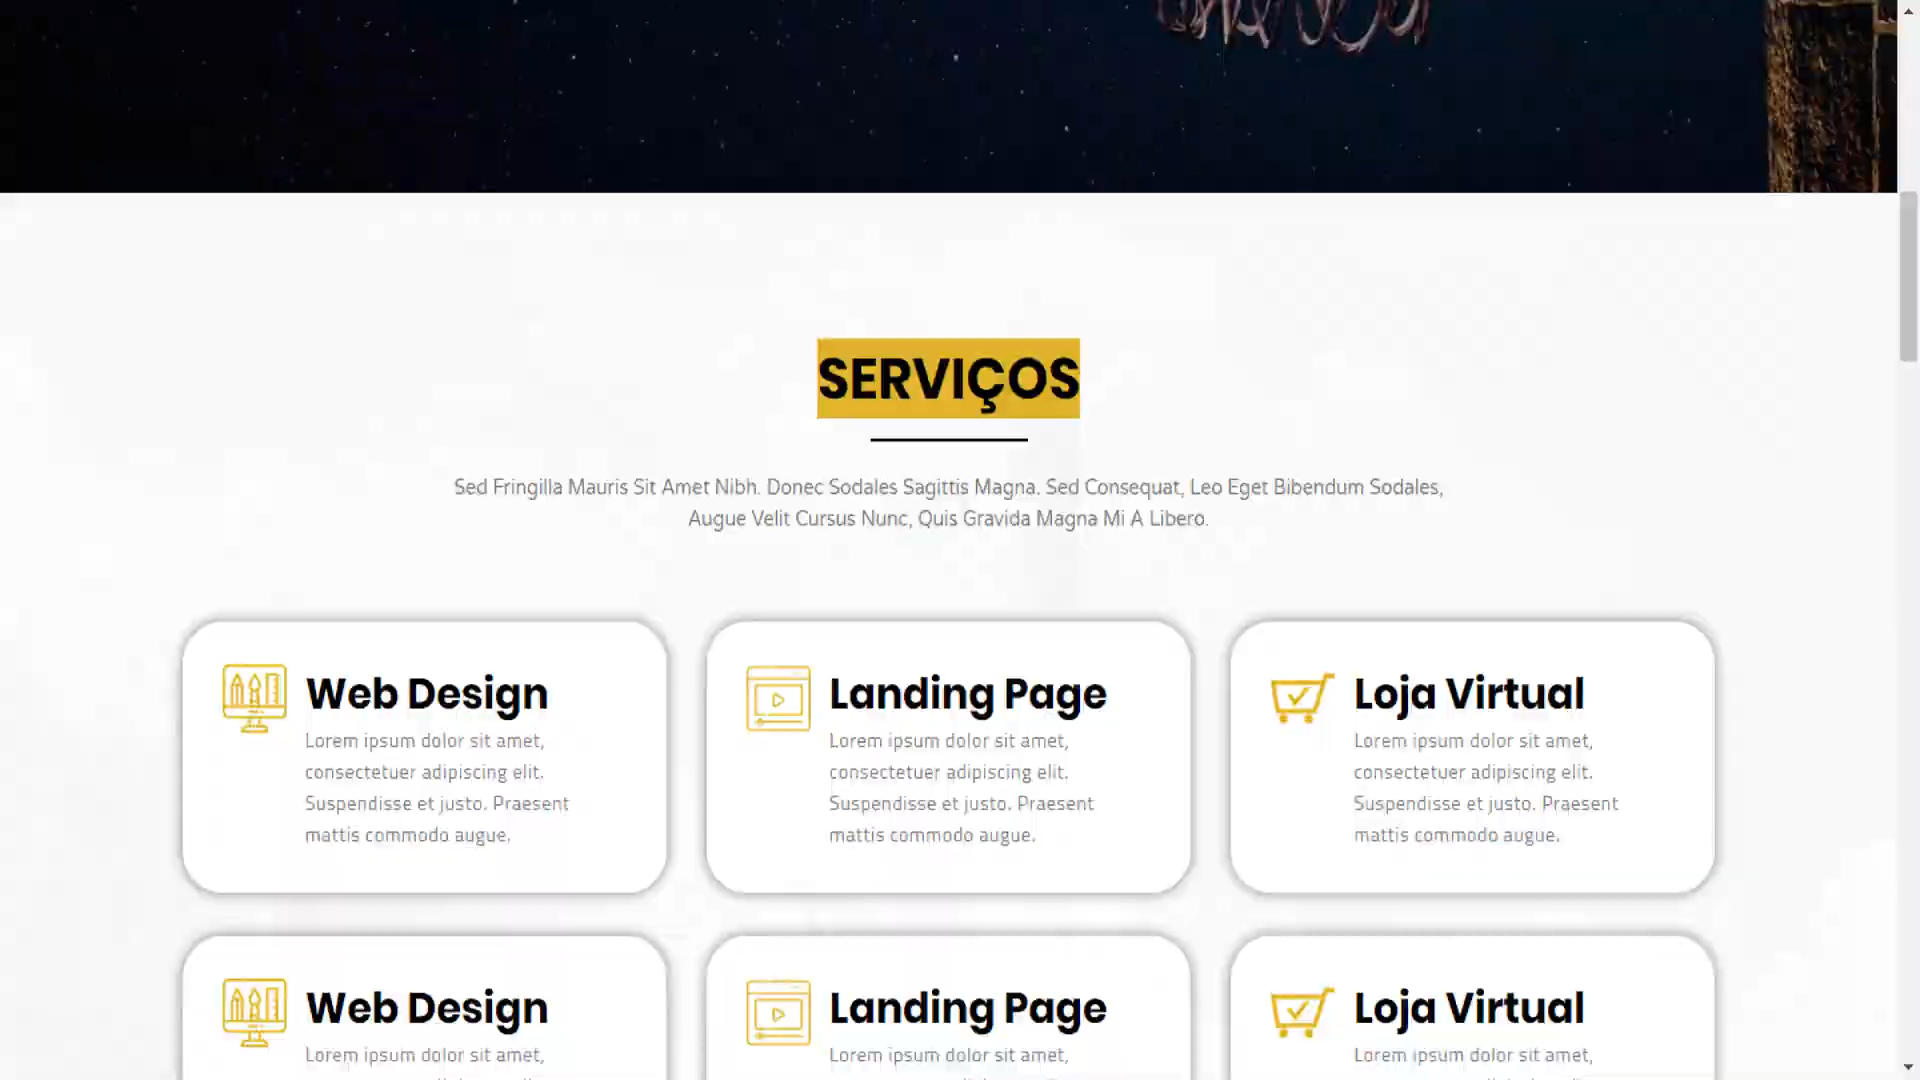 SERVIÇOS
Sed Fringilla Mauris Sit Amet Nibh. Donec Sodales Sagittis Magna. Sed Consequat, Leo Eget Bibendum Sodales,
Augue Velit Cursus Nunc, Quis Gravida Magna Mi A Libero.
Web Design
Lorem ipsum dolor sit amet,
consectetuer adipiscing elit.
Suspendisse et justo. Praesent
mattis commodo augue.
Landing Page
Lorem ipsum dolor sit amet,
consectetuer adipiscing elit.
Suspendisse et justo. Praesent
mattis commodo augue.
Loja Virtual
Lorem ipsum dolor sit amet,
consectetuer adipiscing elit.
Suspendisse et justo. Praesent
mattis commodo augue.
Web Design
Lorem ipsum dolor sit amet,
Landing Page
Lorem ipsum dolor sit amet,
Loja Virtual
Lorem ipsum dolor sit amet,